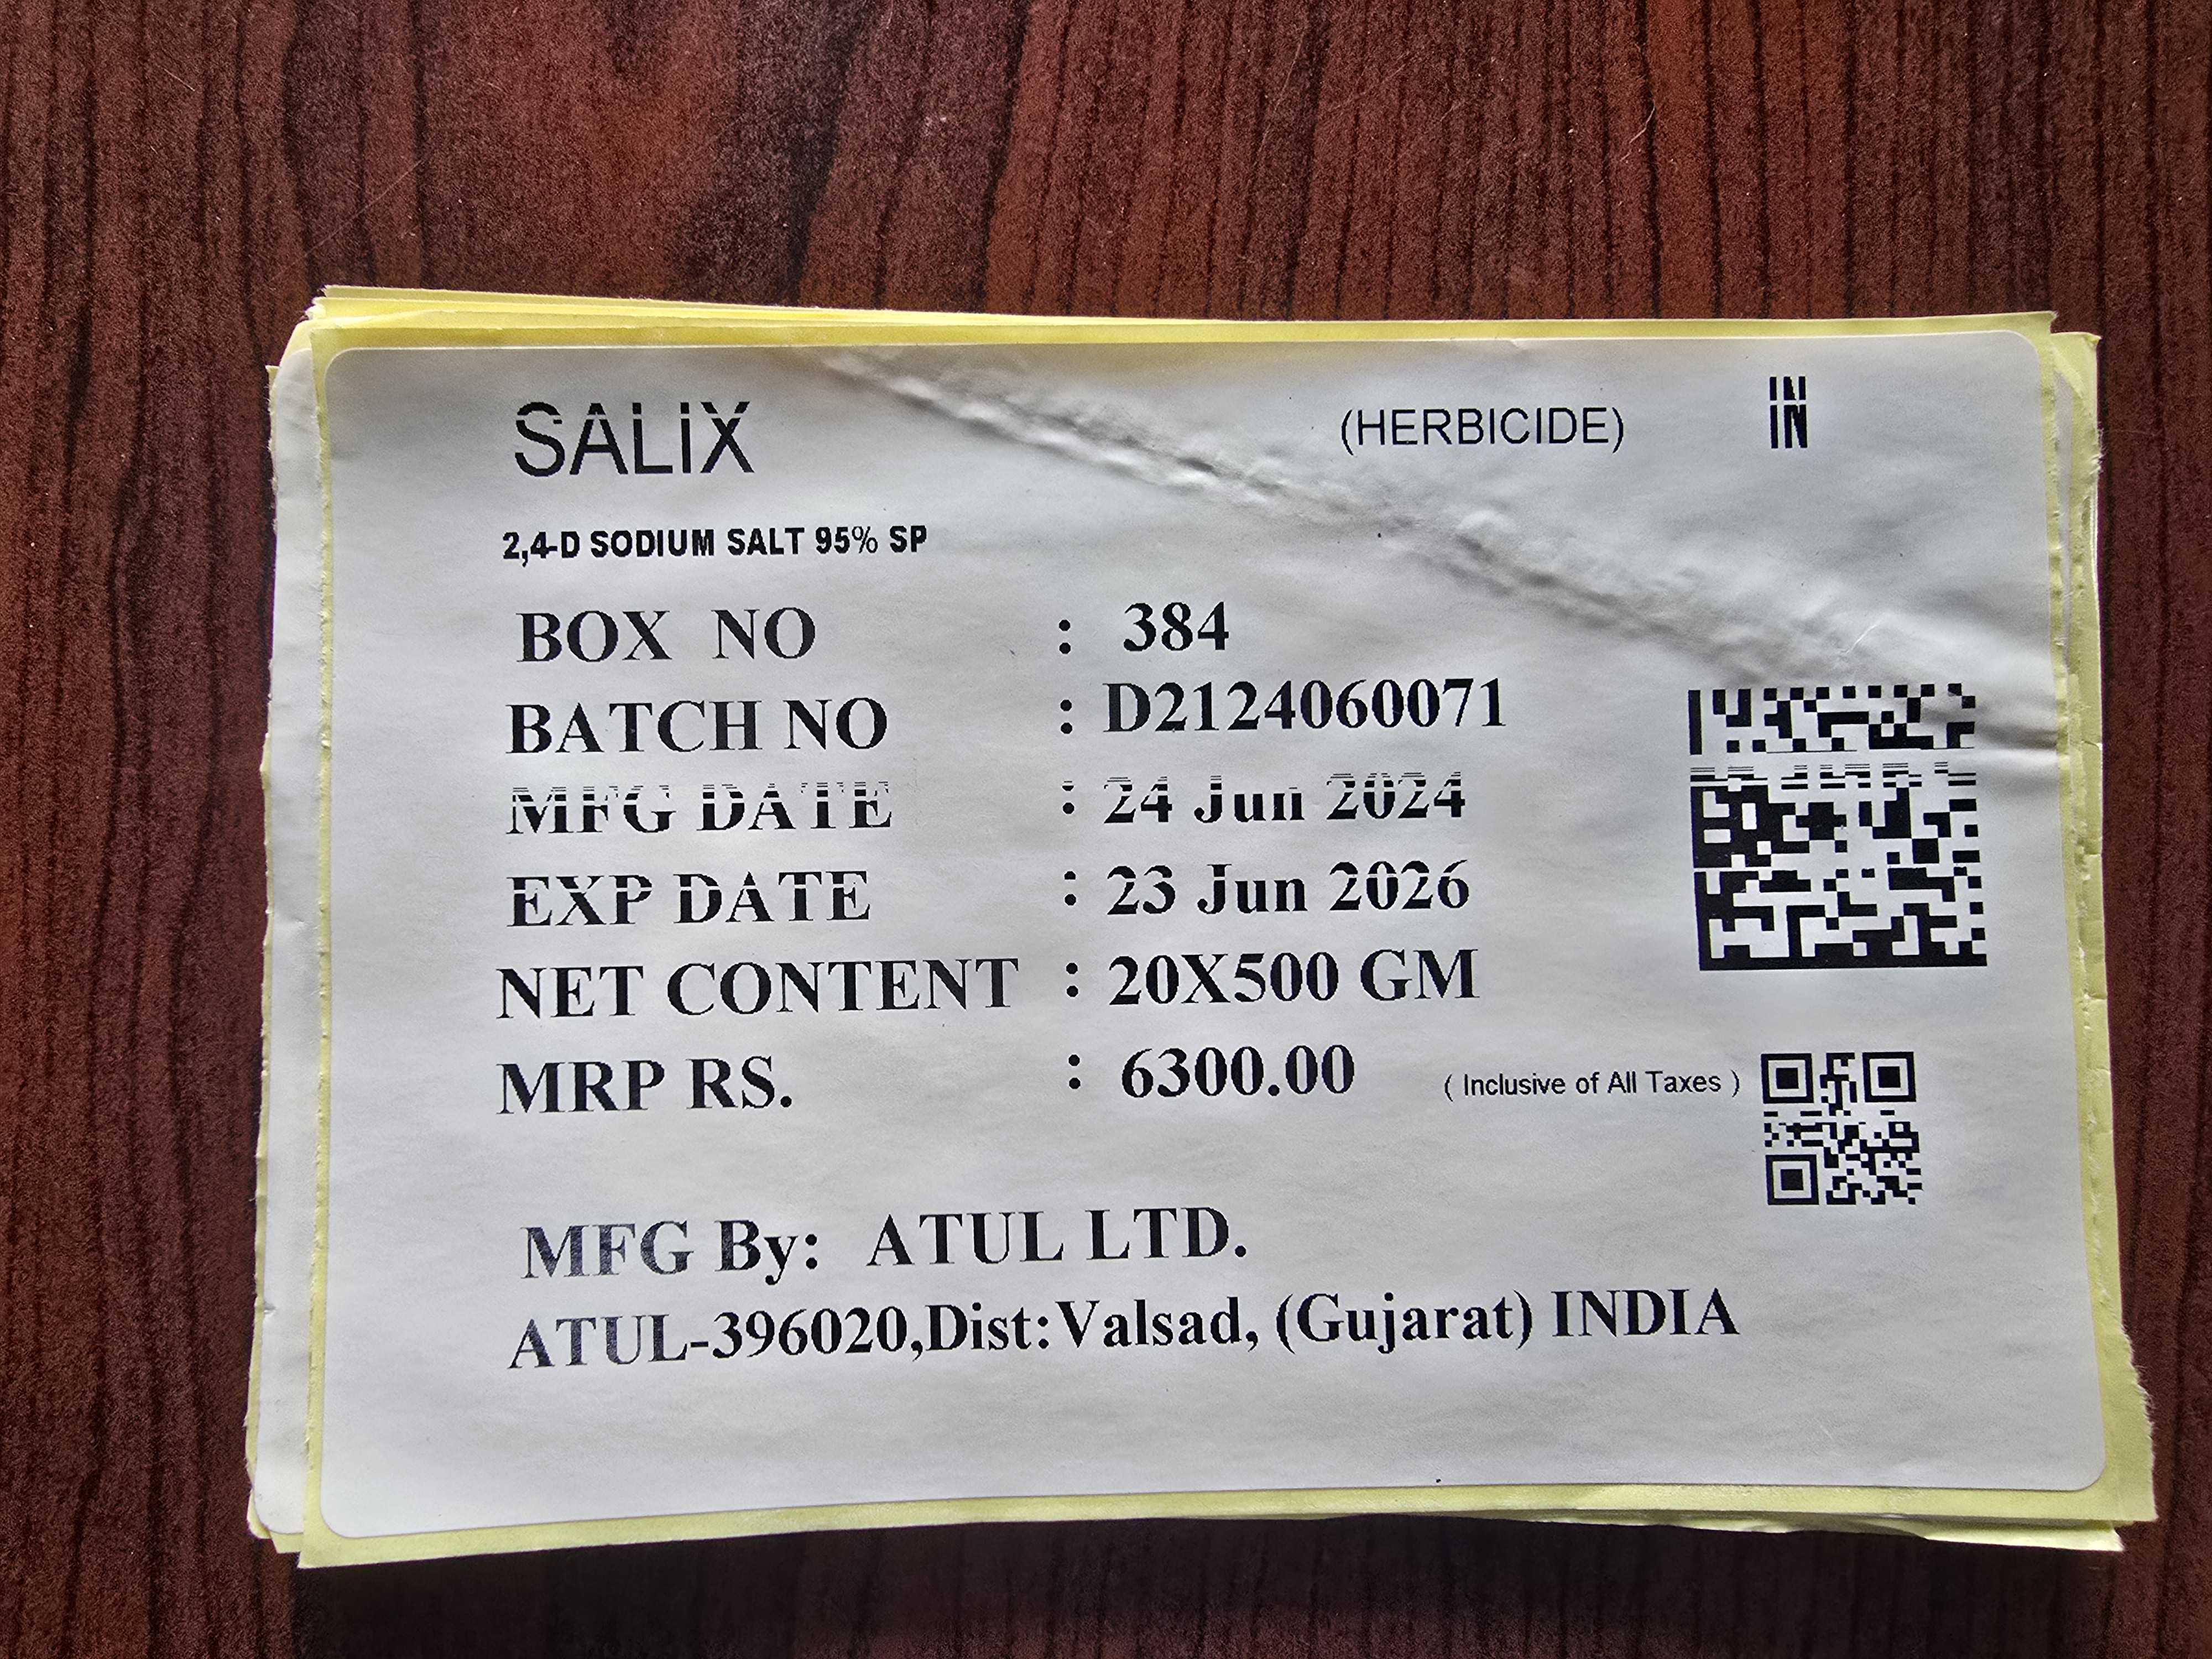 SALIX (HERBICIDE) IN
2,4-D SODIUM SALT 95% SP
BOX NO : 384
BATCH NO : D2124060071
MFG DATE : 24 Jun 2024
EXP DATE : 23 Jun 2026
NET CONTENT : 20X500 GM
MRP RS. : 6300.00 ( Inclusive of All Taxes )
MFG By: ATUL LTD.
ATUL-396020,Dist:Valsad, (Gujarat) INDIA